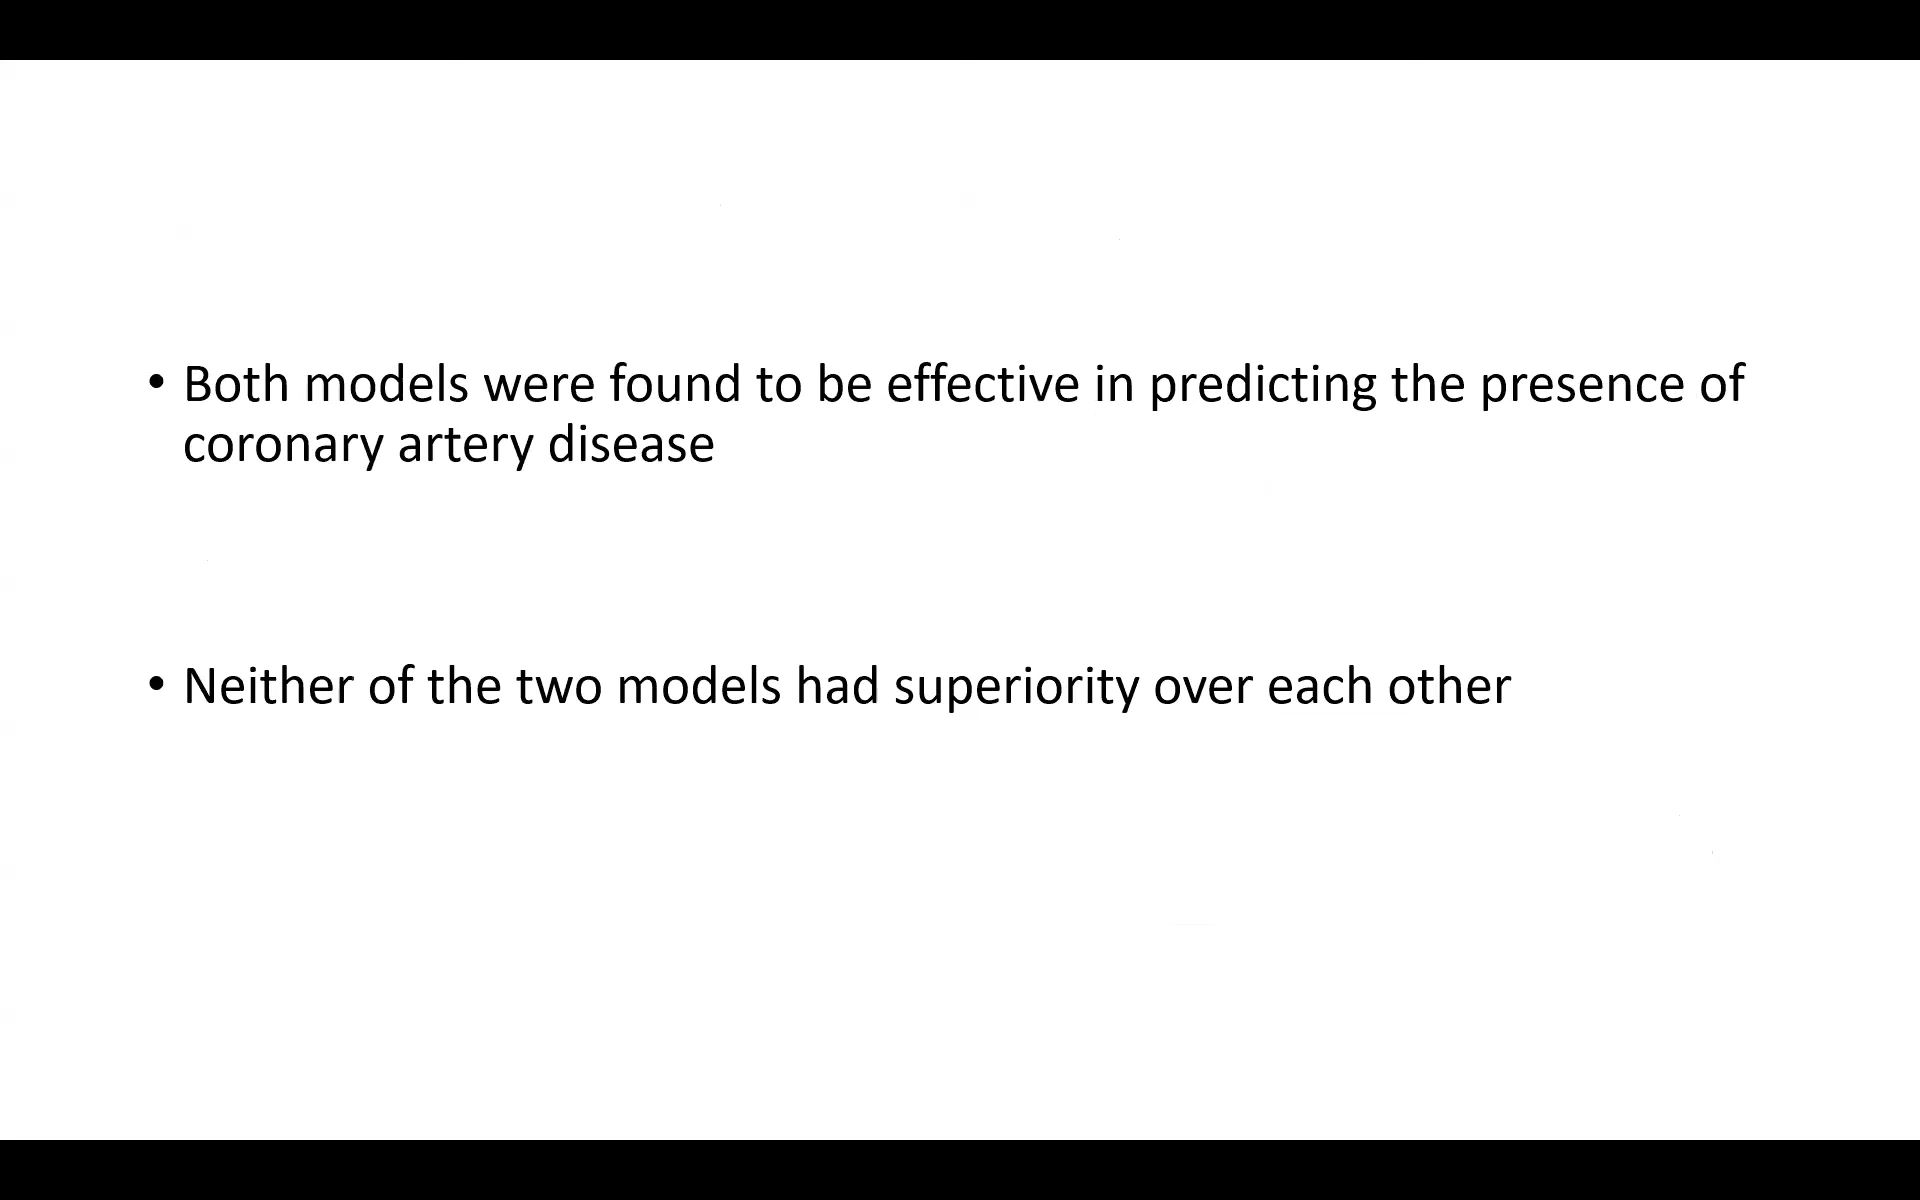 • Both models were found to be effective in predicting the presence of
coronary artery disease
• Neither of the two models had superiority over each other